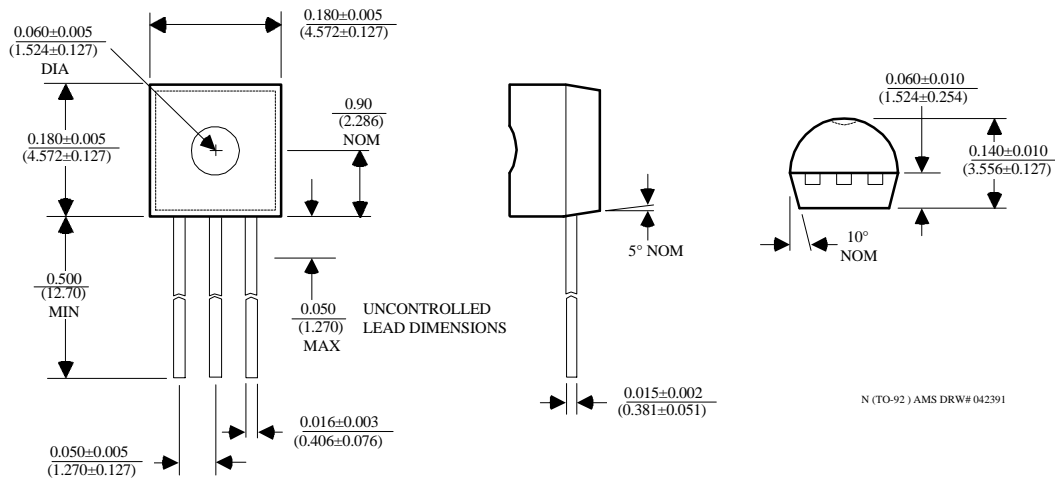 0.180±0.005
(4.572±0.127)
0.060±0.005
(1.524±0.127)
DIA
0.180±0.005
(4.572±0.127)
0.90
(2.286)
NOM
0.500
(12.70)
MIN
0.050
(1.270)
MAX
UNCONTROLLED
LEAD DIMENSIONS
0.016±0.003
(0.406±0.076)
0.050±0.005
(1.270±0.127)
5° NOM
0.015±0.002
(0.381±0.051)
0.060±0.010
(1.524±0.254)
0.140±0.010
(3.556±0.127)
10°
NOM
N (TO-92 ) AMS DRW# 042391